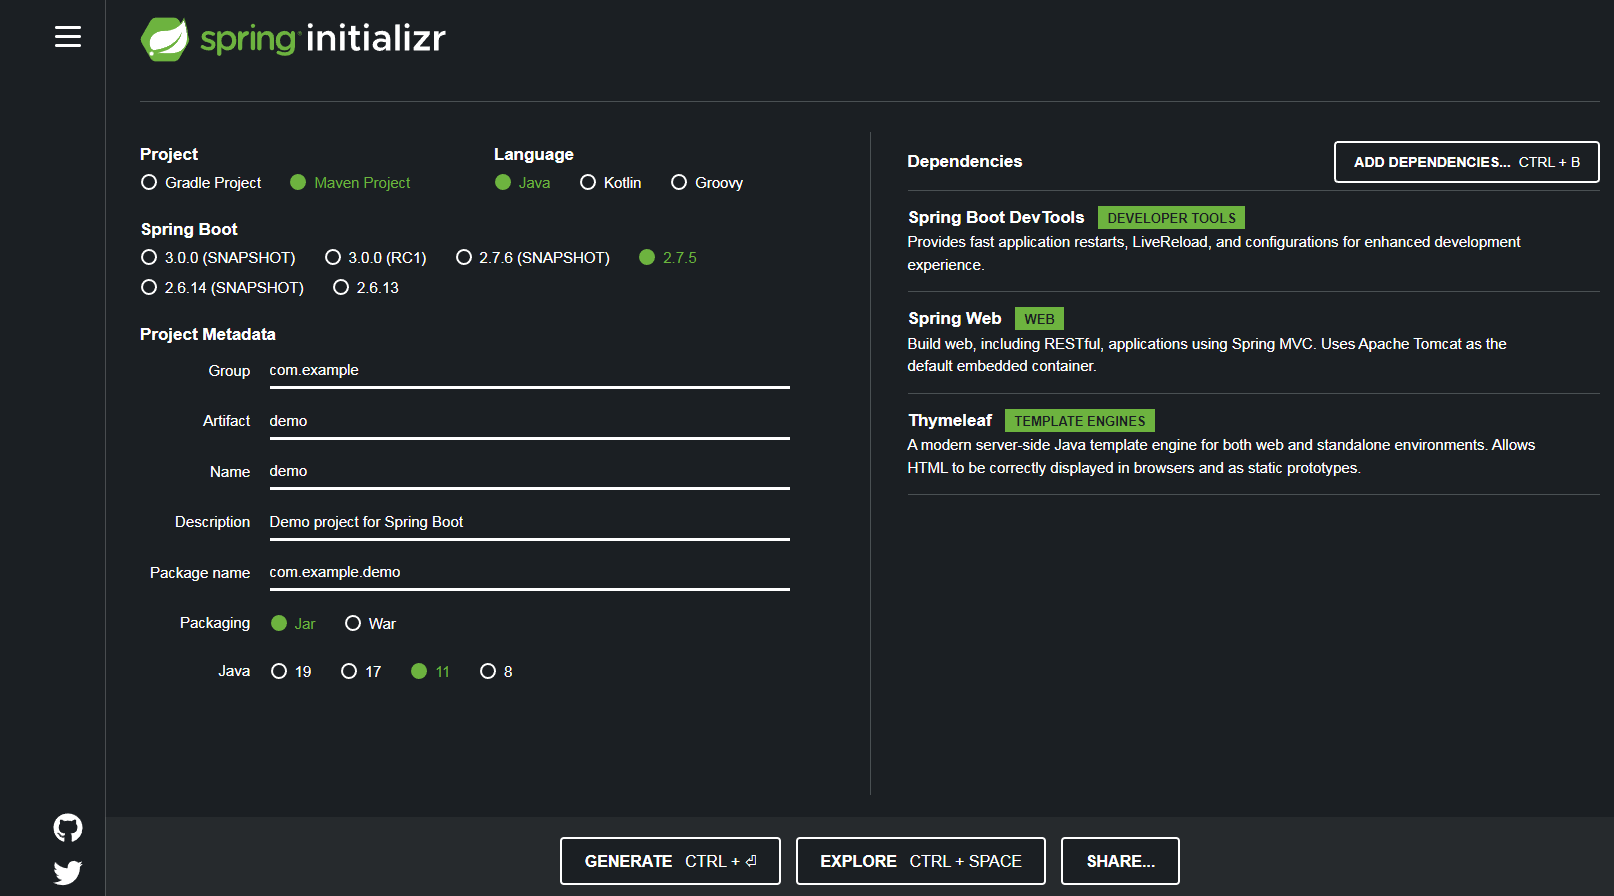 spring initializr
Project
Gradle Project Maven Project
Language
Java Kotlin Groovy
Spring Boot
3.0.0 (SNAPSHOT) 3.0.0 (RC1) 2.7.6 (SNAPSHOT) 2.7.5
2.6.14 (SNAPSHOT) 2.6.13
Project Metadata
Group com.example
Artifact demo
Name demo
Description Demo project for Spring Boot
Package name com.example.demo
Packaging Jar War
Java 19 17 11 8
Dependencies
ADD DEPENDENCIES... CTRL + B
Spring Boot DevTools DEVELOPER TOOLS
Provides fast application restarts, LiveReload, and configurations for enhanced development
experience.
Spring Web WEB
Build web, including RESTful, applications using Spring MVC. Uses Apache Tomcat as the
default embedded container.
Thymeleaf TEMPLATE ENGINES
A modern server-side Java template engine for both web and standalone environments. Allows
HTML to be correctly displayed in browsers and as static prototypes.
GENERATE CTRL + ⏎
EXPLORE CTRL + SPACE
SHARE...